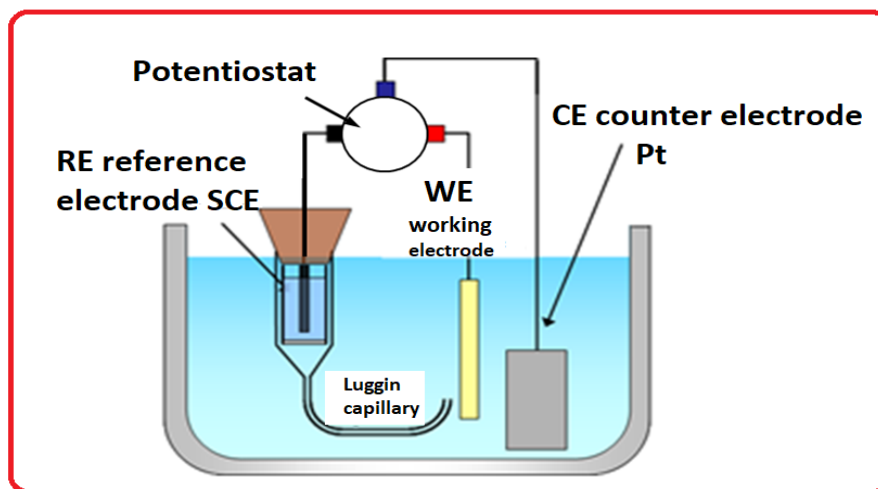 Potentiostat
CE counter electrode
Pt
RE reference
electrode SCE
WE
working
electrode
Luggin
capillary